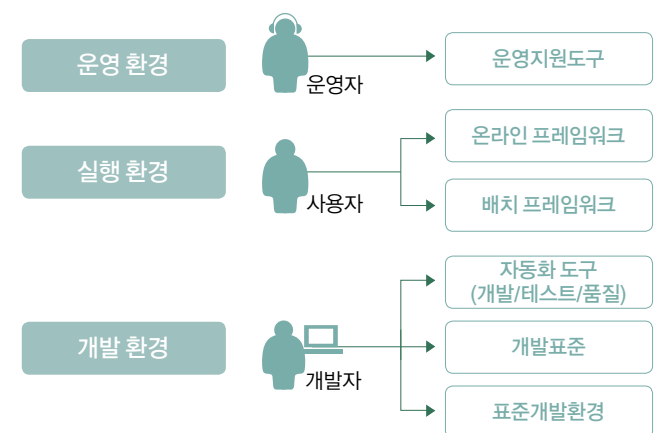 운영 환경
운영자
운영지원도구
실행 환경
사용자
온라인 프레임워크
배치 프레임워크
개발 환경
개발자
자동화 도구
(개발/테스트/품질)
개발표준
표준개발환경